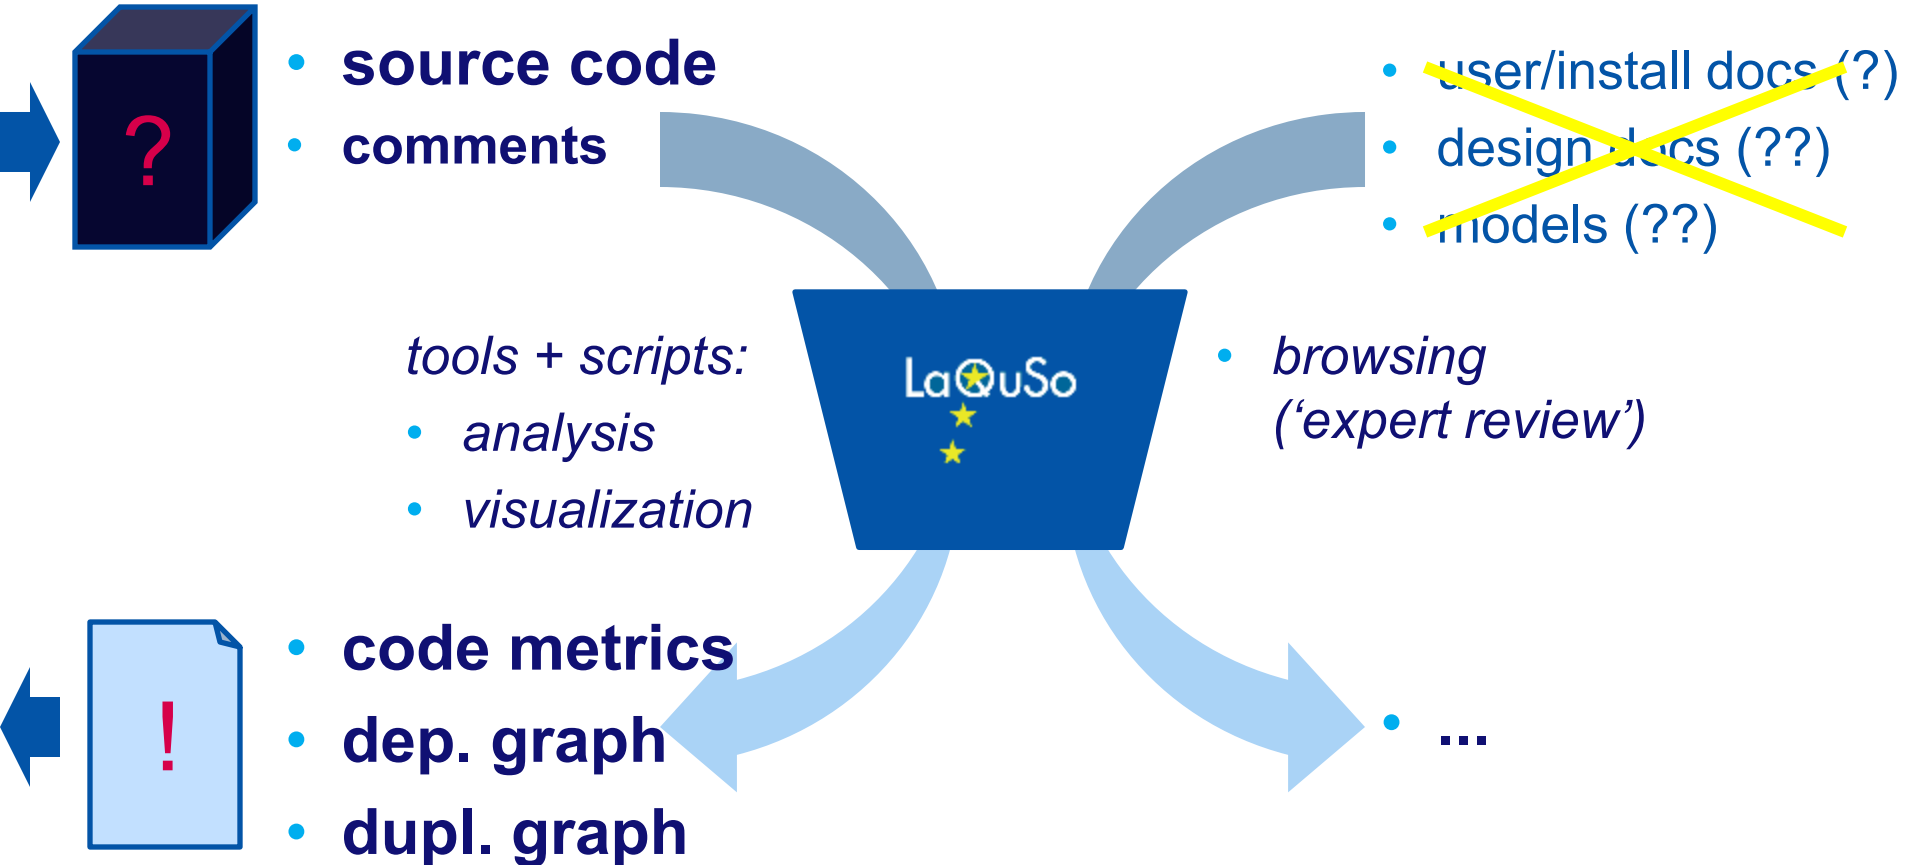 ?
• source code
• comments
• user/install docs (?)
• design docs (??)
• models (??)
tools + scripts:
• analysis
• visualization
LaQuSo
• browsing
(‘expert review’)
!
• code metrics
• dep. graph
• dupl. graph
• ...